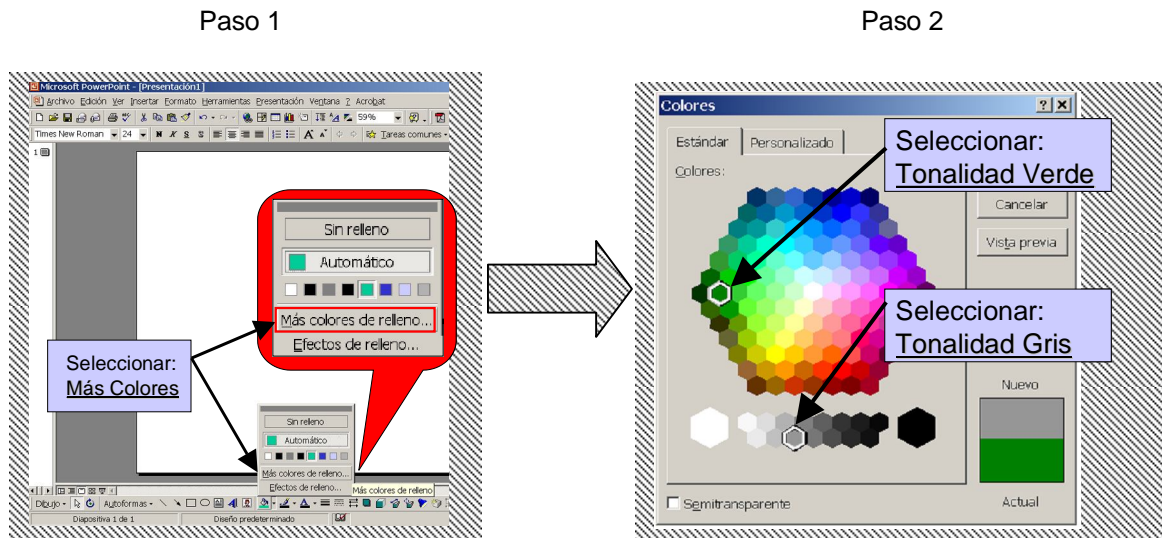 Paso 1
Paso 2
Microsoft PowerPoint - [Presentación1]
Archivo Edición Ver Insertar Formato Herramientas Presentación Ventana ? Acrobat
59%
Times New Roman 24 N K S S Tareas comunes
1
Sin relleno
Automático
Más colores de relleno...
Efectos de relleno...
Seleccionar:
Más Colores
Sin relleno
Automático
Más colores de relleno...
Efectos de relleno...
Más colores de relleno
Dibujo Autoformas
Diapositiva 1 de 1 Diseño predeterminado
Colores
Estándar Personalizado
Colores:
Seleccionar:
Tonalidad Verde
Cancelar
Vista previa
Seleccionar:
Tonalidad Gris
Nuevo
Actual
Semitransparente